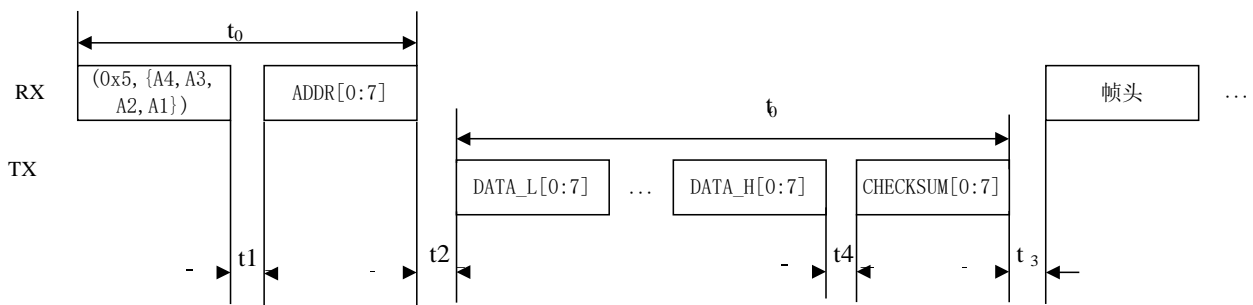 t0
RX
(0x5, {A4, A3,
A2, A1})
ADDR[0:7]
帧头
...
t0
TX
DATA_L[0:7]
...
DATA_H[0:7]
CHECKSUM[0:7]
t1
t2
t4
t3